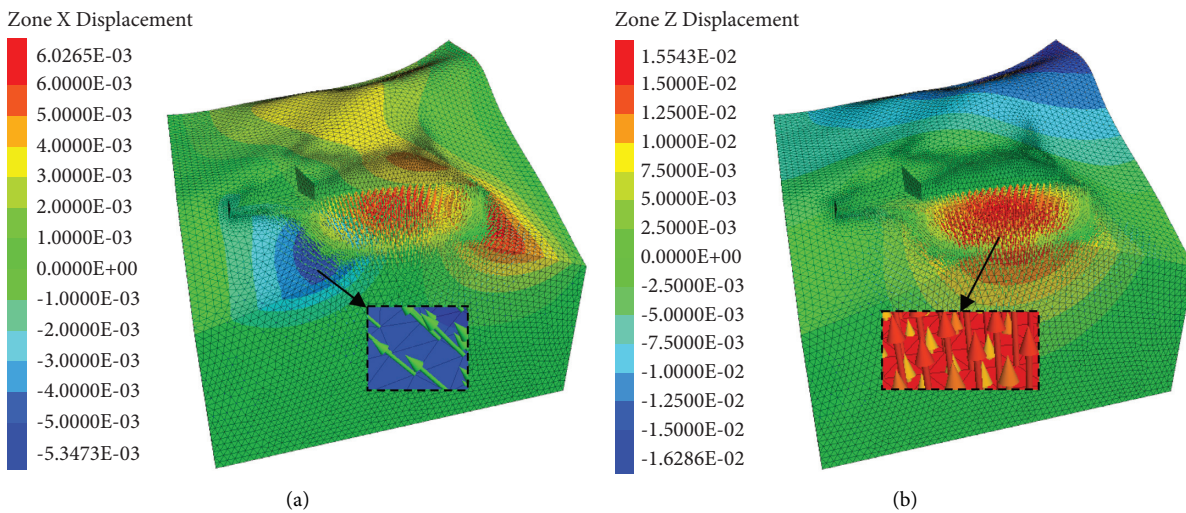 Zone X Displacement
6.0265E-03
6.0000E-03
5.0000E-03
4.0000E-03
3.0000E-03
2.0000E-03
1.0000E-03
0.0000E+00
-1.0000E-03
-2.0000E-03
-3.0000E-03
-4.0000E-03
-5.0000E-03
-5.3473E-03
(a)
Zone Z Displacement
1.5543E-02
1.5000E-02
1.2500E-02
1.0000E-02
7.5000E-03
5.0000E-03
2.5000E-03
0.0000E+00
-2.5000E-03
-5.0000E-03
-7.5000E-03
-1.0000E-02
-1.2500E-02
-1.5000E-02
-1.6286E-02
(b)